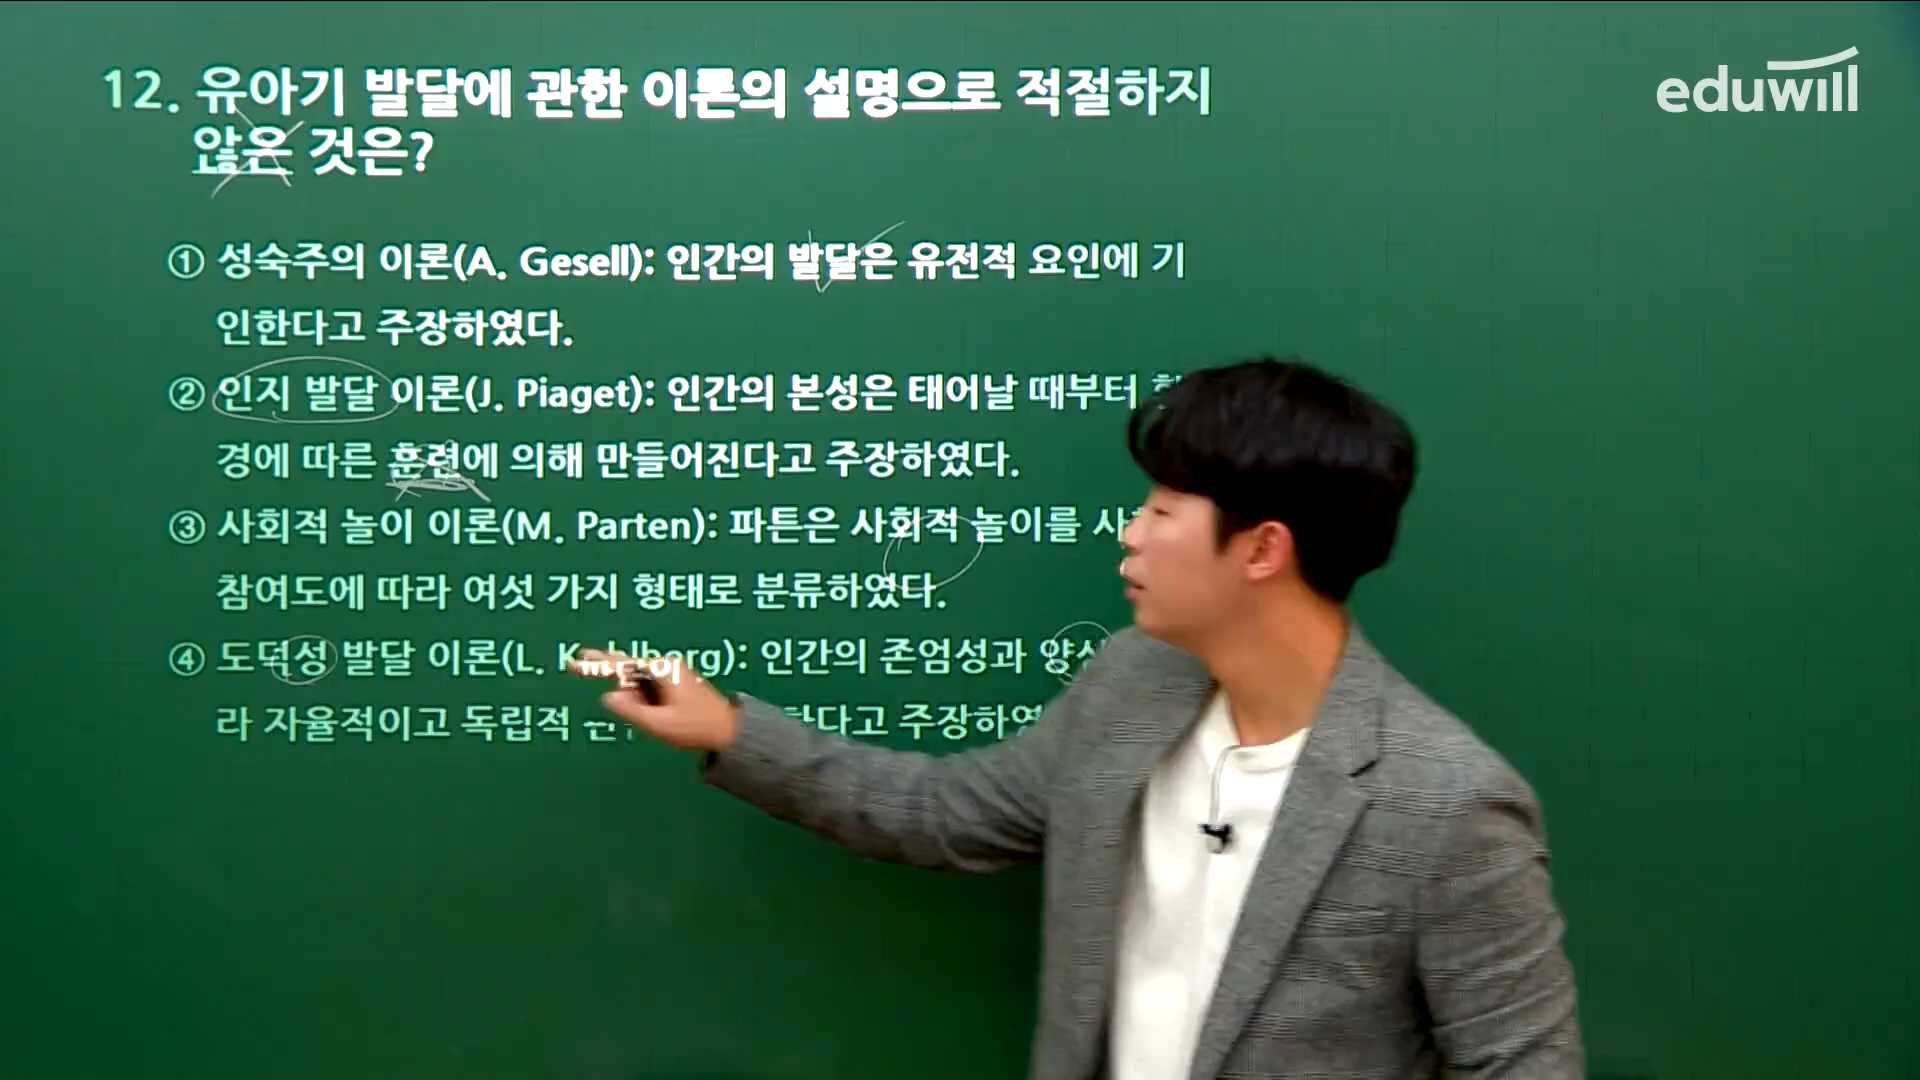 eduwill
12. 유아기 발달에 관한 이론의 설명으로 적절하지
않은 것은?
① 성숙주의 이론(A. Gesell): 인간의 발달은 유전적 요인에 기
인한다고 주장하였다.
② 인지 발달 이론(J. Piaget): 인간의 본성은 태어날 때부터
경에 따른 훈련에 의해 만들어진다고 주장하였다.
③ 사회적 놀이 이론(M. Parten): 파튼은 사회적 놀이를
참여도에 따라 여섯 가지 형태로 분류하였다.
④ 도덕성 발달 이론(L. Kohlberg): 인간의 존엄성과
라 자율적이고 독립적 주장하였